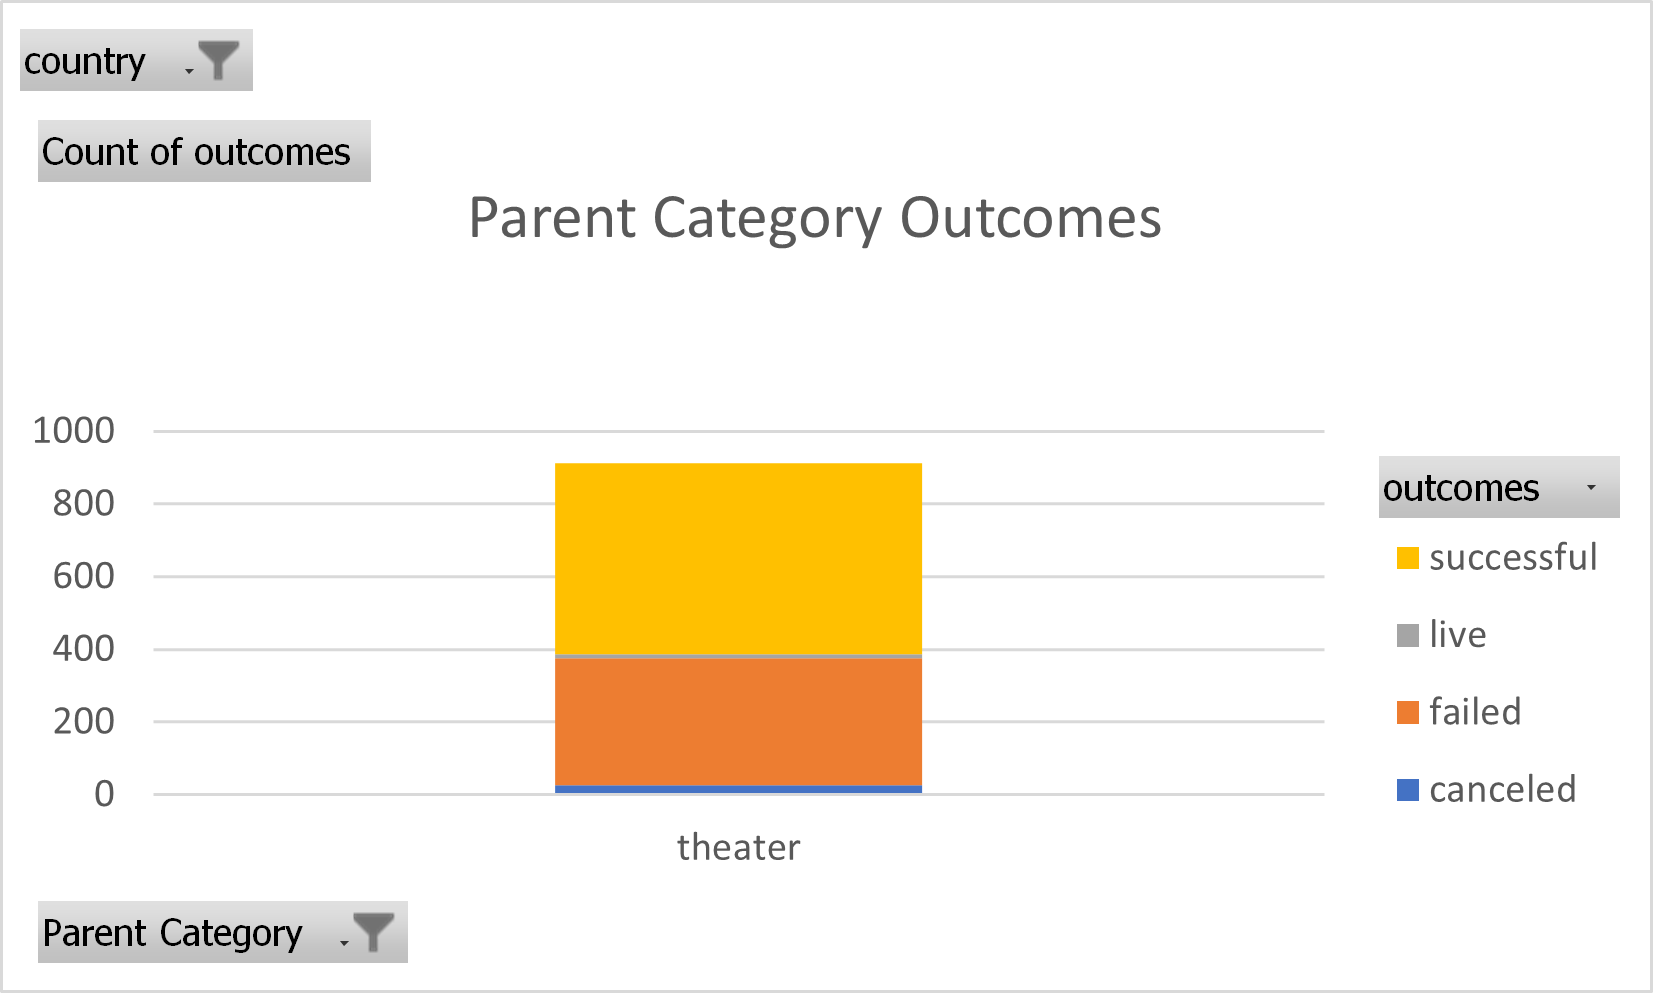 country
Count of outcomes
Parent Category Outcomes
1000
800
600
400
200
0
theater
outcomes
successful
live
failed
canceled
Parent Category